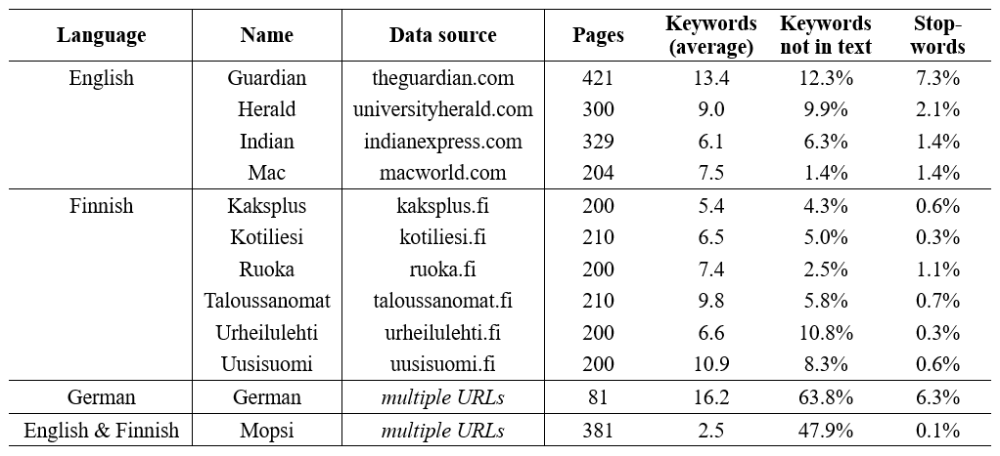 Language Name Data source Pages Keywords (average) Keywords not in text Stop-words
English Guardian theguardian.com 421 13.4 12.3% 7.3%
Herald universityherald.com 300 9.0 9.9% 2.1%
Indian indianexpress.com 329 6.1 6.3% 1.4%
Mac macworld.com 204 7.5 1.4% 1.4%
Finnish Kaksplus kaksplus.fi 200 5.4 4.3% 0.6%
Kotiliesi kotiliesi.fi 210 6.5 5.0% 0.3%
Ruoka ruoka.fi 200 7.4 2.5% 1.1%
Taloussanomat taloussanomat.fi 210 9.8 5.8% 0.7%
Urheilulehti urheilulehti.fi 200 6.6 10.8% 0.3%
Uusisuomi uusisuomi.fi 200 10.9 8.3% 0.6%
German German multiple URLs 81 16.2 63.8% 6.3%
English & Finnish Mopsi multiple URLs 381 2.5 47.9% 0.1%